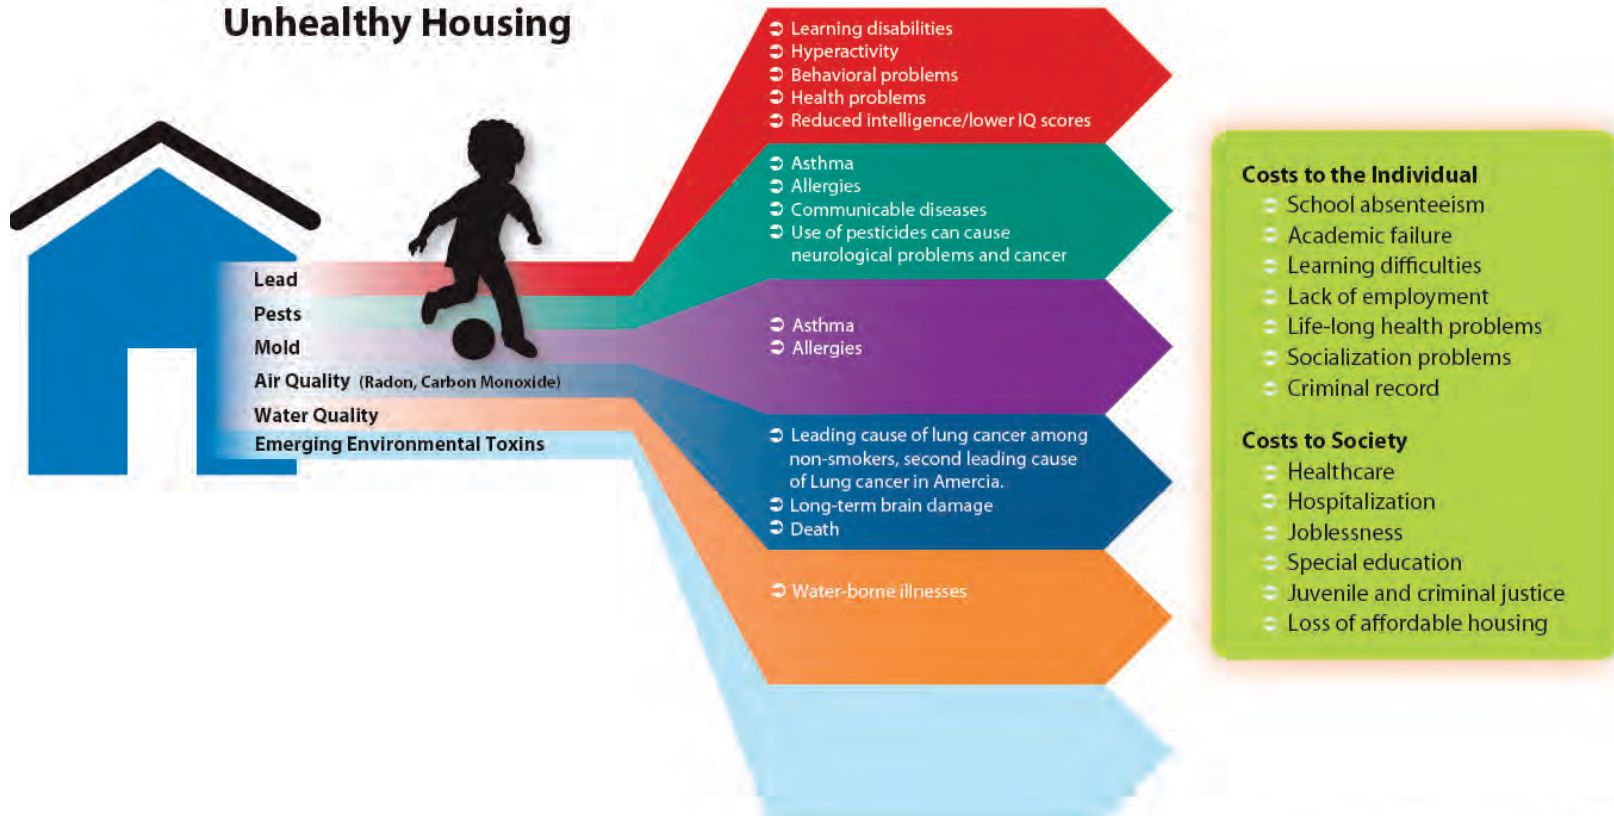 Unhealthy Housing
Lead
Pests
Mold
Air Quality (Radon, Carbon Monoxide)
Water Quality
Emerging Environmental Toxins
Learning disabilities
Hyperactivity
Behavioral problems
Health problems
Reduced intelligence/lower IQ scores
Asthma
Allergies
Communicable diseases
Use of pesticides can cause
neurological problems and cancer
Asthma
Allergies
Leading cause of lung cancer among
non-smokers, second leading cause
of Lung cancer in Amercia.
Long-term brain damage
Death
Water-borne illnesses
Costs to the Individual
School absenteeism
Academic failure
Learning difficulties
Lack of employment
Life-long health problems
Socialization problems
Criminal record
Costs to Society
Healthcare
Hospitalization
Joblessness
Special education
Juvenile and criminal justice
Loss of affordable housing